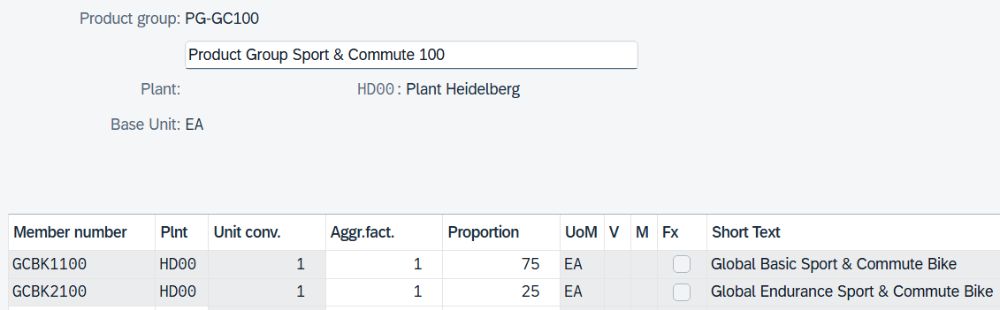 Product group: PG-GC100
Product Group Sport & Commute 100
Plant: HD00 : Plant Heidelberg
Base Unit: EA
Member number Plnt Unit conv. Aggr.fact. Proportion UoM V M Fx Short Text
GCBK1100 HD00 1 1 75 EA Global Basic Sport & Commute Bike
GCBK2100 HD00 1 1 25 EA Global Endurance Sport & Commute Bike